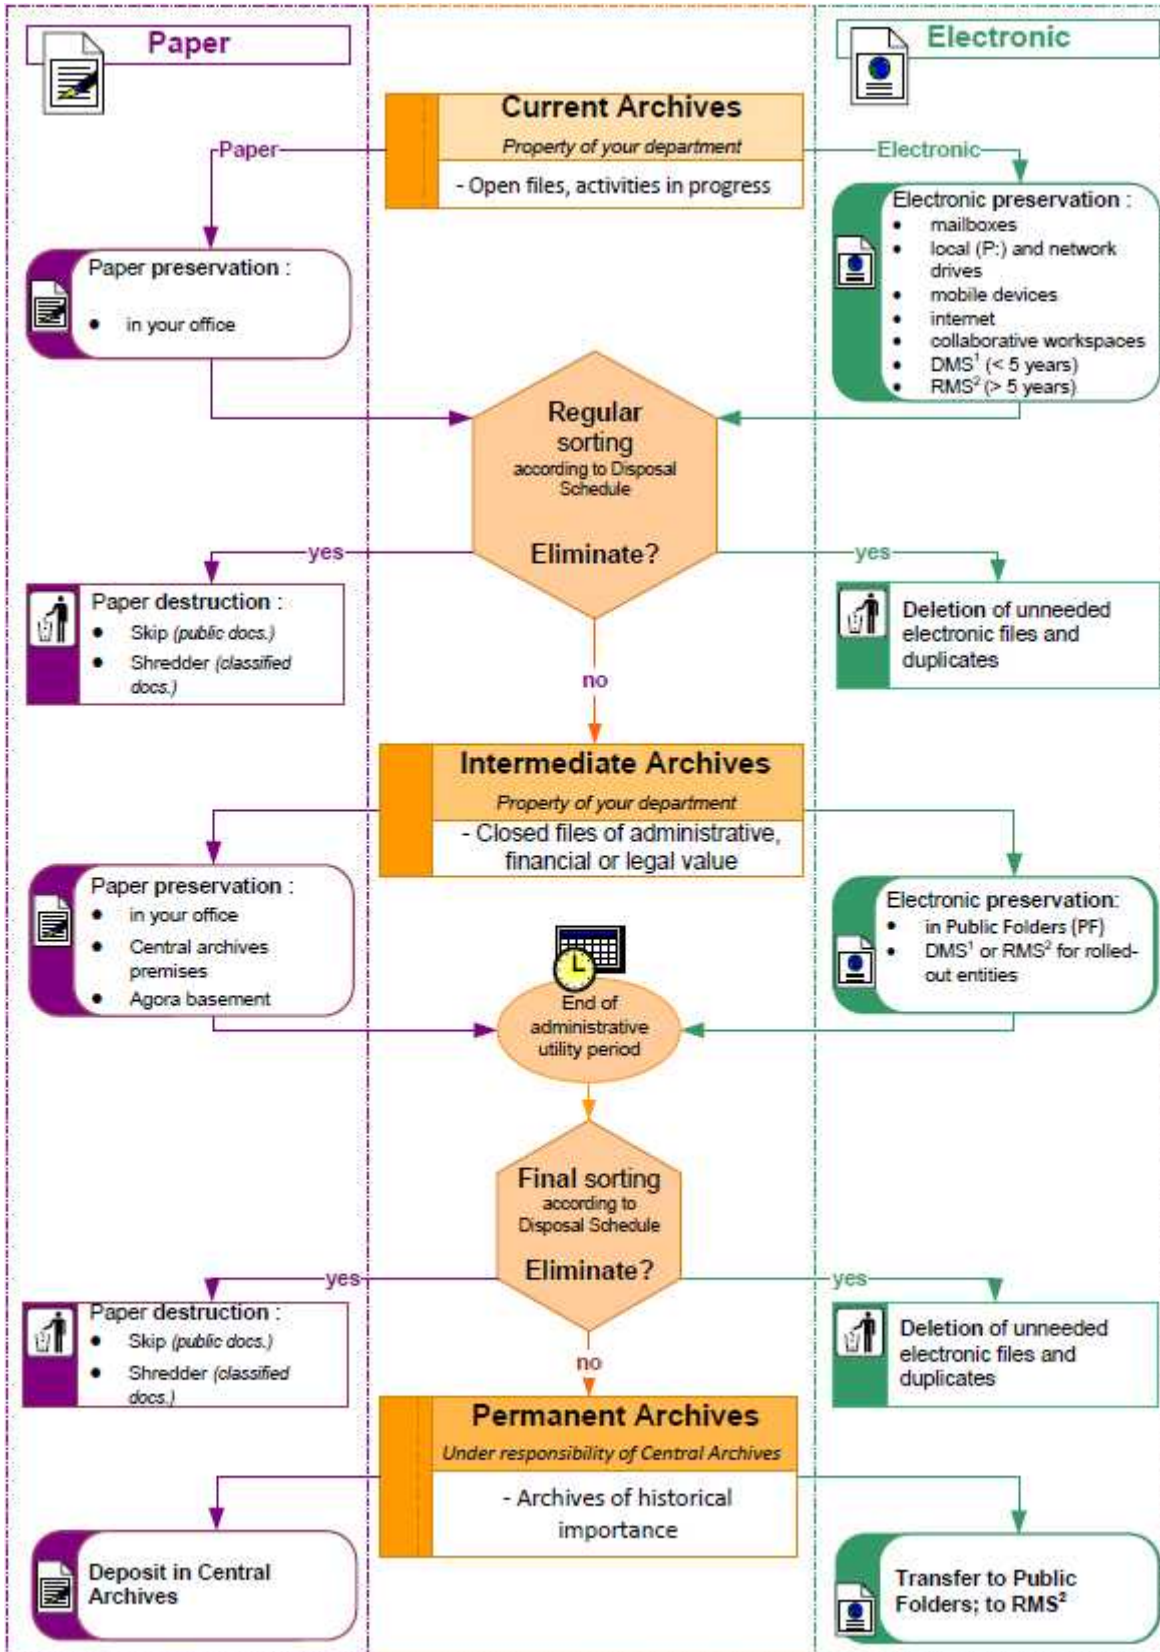 Paper
Electronic
Current Archives
Property of your department
- Open files, activities in progress
Paper
Electronic
Electronic preservation :
• mailboxes
• local (P:) and network
drives
• mobile devices
• internet
• collaborative workspaces
• DMS¹ (< 5 years)
• RMS² (> 5 years)
Paper preservation :
• in your office
Regular
sorting
according to Disposal
Schedule
Eliminate?
yes
yes
Paper destruction :
• Skip (public docs.)
• Shredder (classified
docs.)
Deletion of unneeded
electronic files and
duplicates
no
Intermediate Archives
Property of your department
- Closed files of administrative,
financial or legal value
Paper preservation :
• in your office
• Central archives
premises
• Agora basement
Electronic preservation:
• in Public Folders (PF)
• DMS¹ or RMS² for rolled-
out entities
End of
administrative
utility period
Final sorting
according to
Disposal Schedule
Eliminate?
yes
yes
Paper destruction :
• Skip (public docs.)
• Shredder (classified
docs.)
Deletion of unneeded
electronic files and
duplicates
no
Permanent Archives
Under responsibility of Central Archives
- Archives of historical
importance
Deposit in Central
Archives
Transfer to Public
Folders; to RMS²